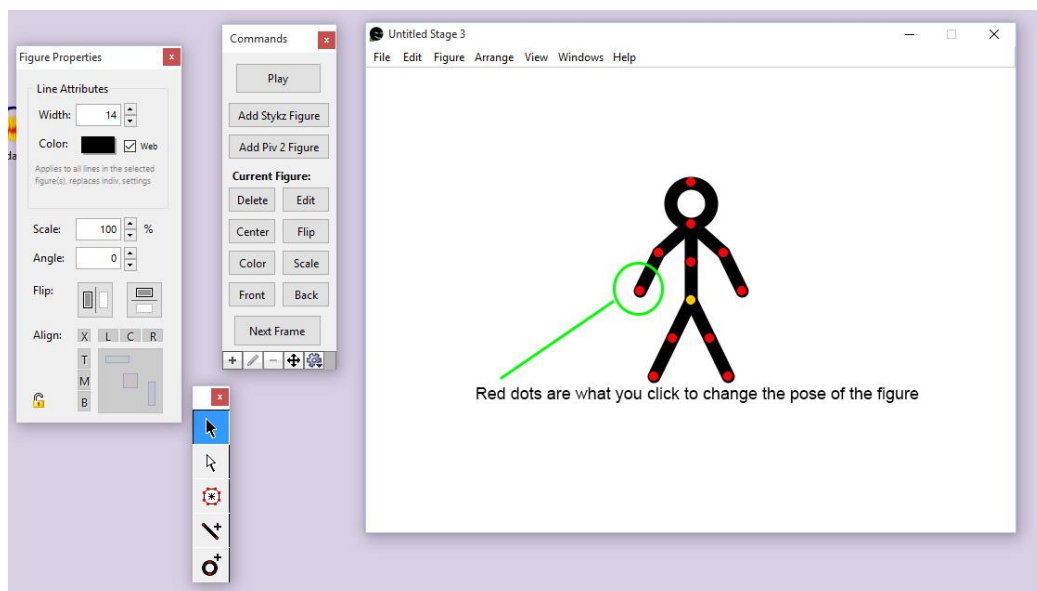 Figure Properties
x
Line Attributes
Width:
14
Color:
Web
Applies to all lines in the selected
figure(s), replaces indiv. settings
Scale:
100
%
Angle:
0
Flip:
Align:
X L C R
T
M
B
da
Commands
x
Play
Add Stykz Figure
Add Piv 2 Figure
Current Figure:
Delete Edit
Center Flip
Color Scale
Front Back
Next Frame
x
Untitled Stage 3
File Edit Figure Arrange View Windows Help
Red dots are what you click to change the pose of the figure